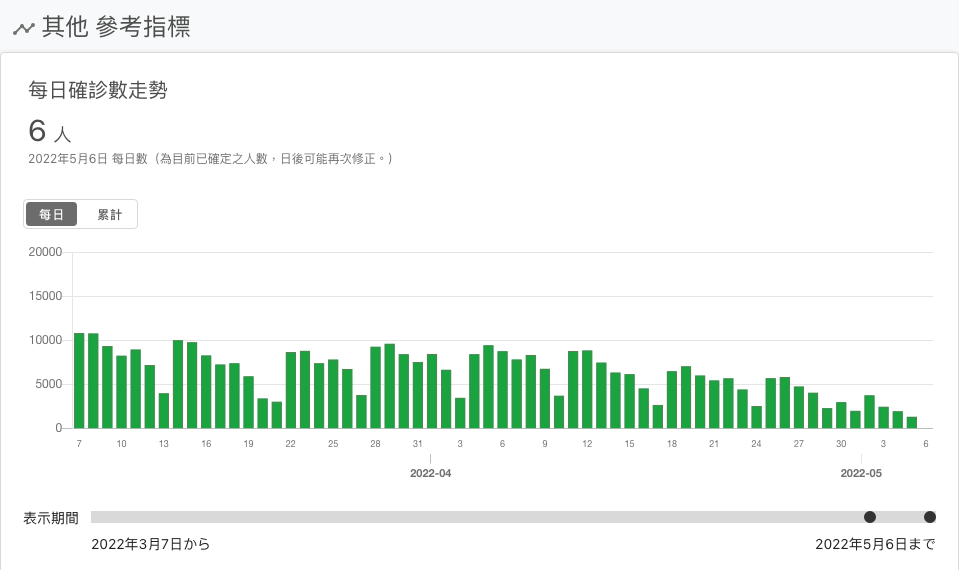 其他 參考指標
每日確診數走勢
6 人
2022年5月6日 每日數（為目前已確定之人數，日後可能再次修正。）
每日 累計
20000
15000
10000
5000
0
7 10 13 16 19 22 25 28 31 3 6 9 12 15 18 21 24 27 30 3 6
2022-04 2022-05
表示期間
2022年3月7日から 2022年5月6日まで